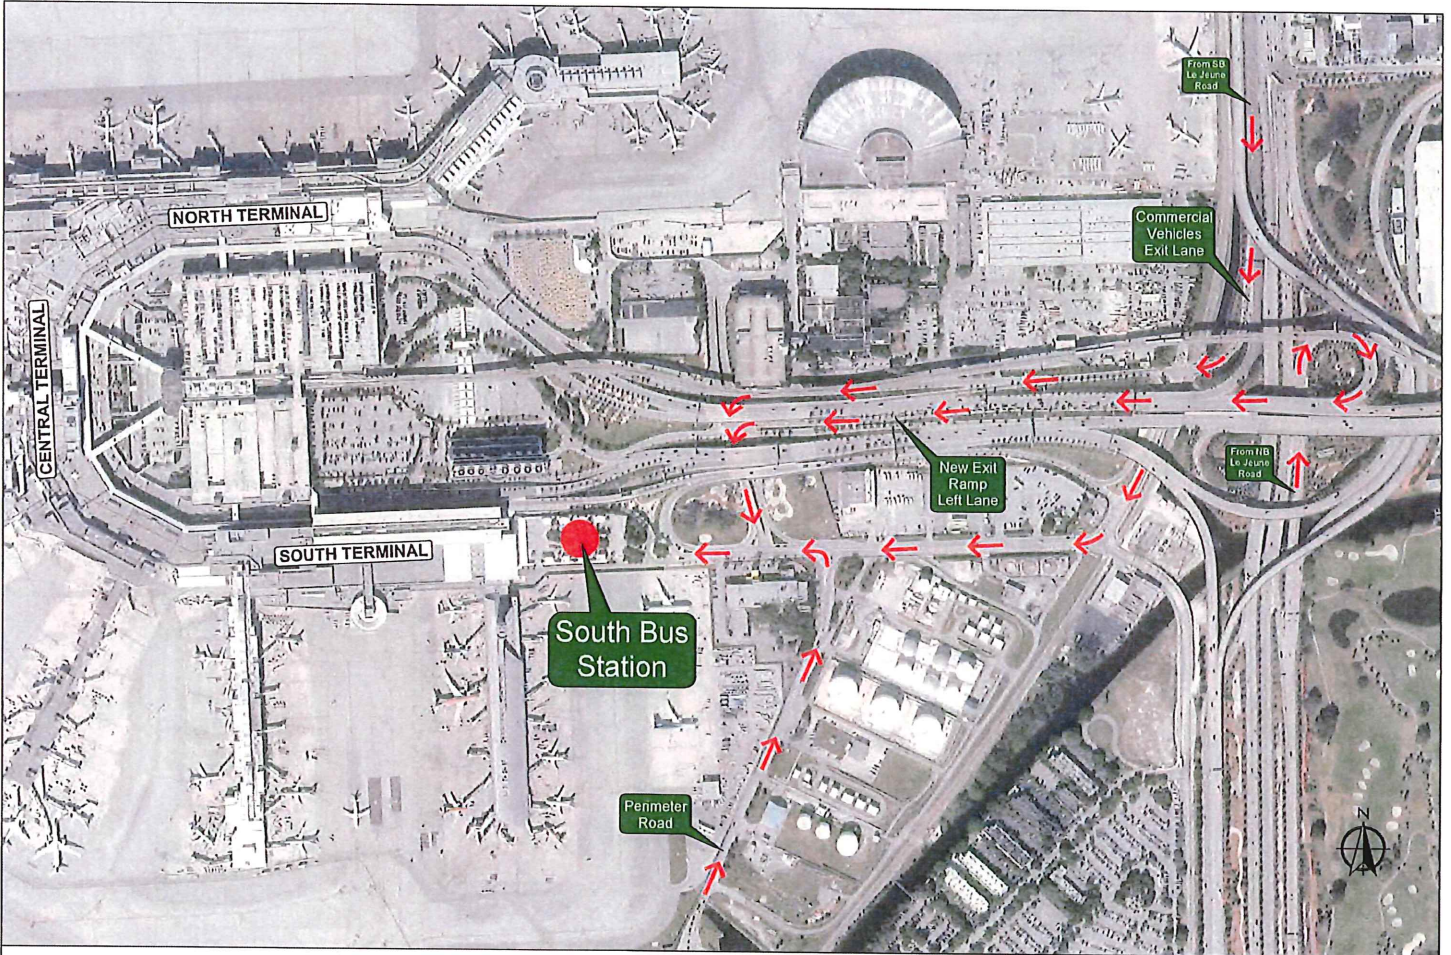 From SB
Le Jeune
Road
NORTH TERMINAL
Commercial
Vehicles
Exit Lane
CENTRAL TERMINAL
From NB
Le Jeune
Road
New Exit
Ramp
Left Lane
SOUTH TERMINAL
South Bus
Station
Perimeter
Road
N